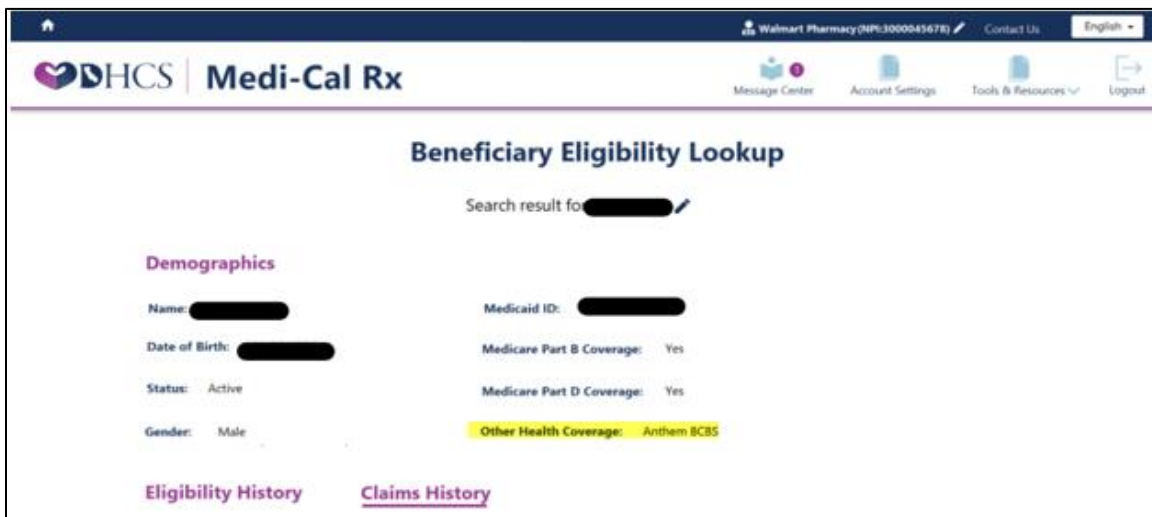 Walmart Pharmacy(NPI:3000045678) Contact Us English
DHCS Medi-Cal Rx
Message Center Account Settings Tools & Resources Logout
Beneficiary Eligibility Lookup
Search result fo
Demographics
Name: Medicaid ID:
Date of Birth: Medicare Part B Coverage: Yes
Status: Active Medicare Part D Coverage: Yes
Gender: Male Other Health Coverage: Anthem BCBS
Eligibility History Claims History